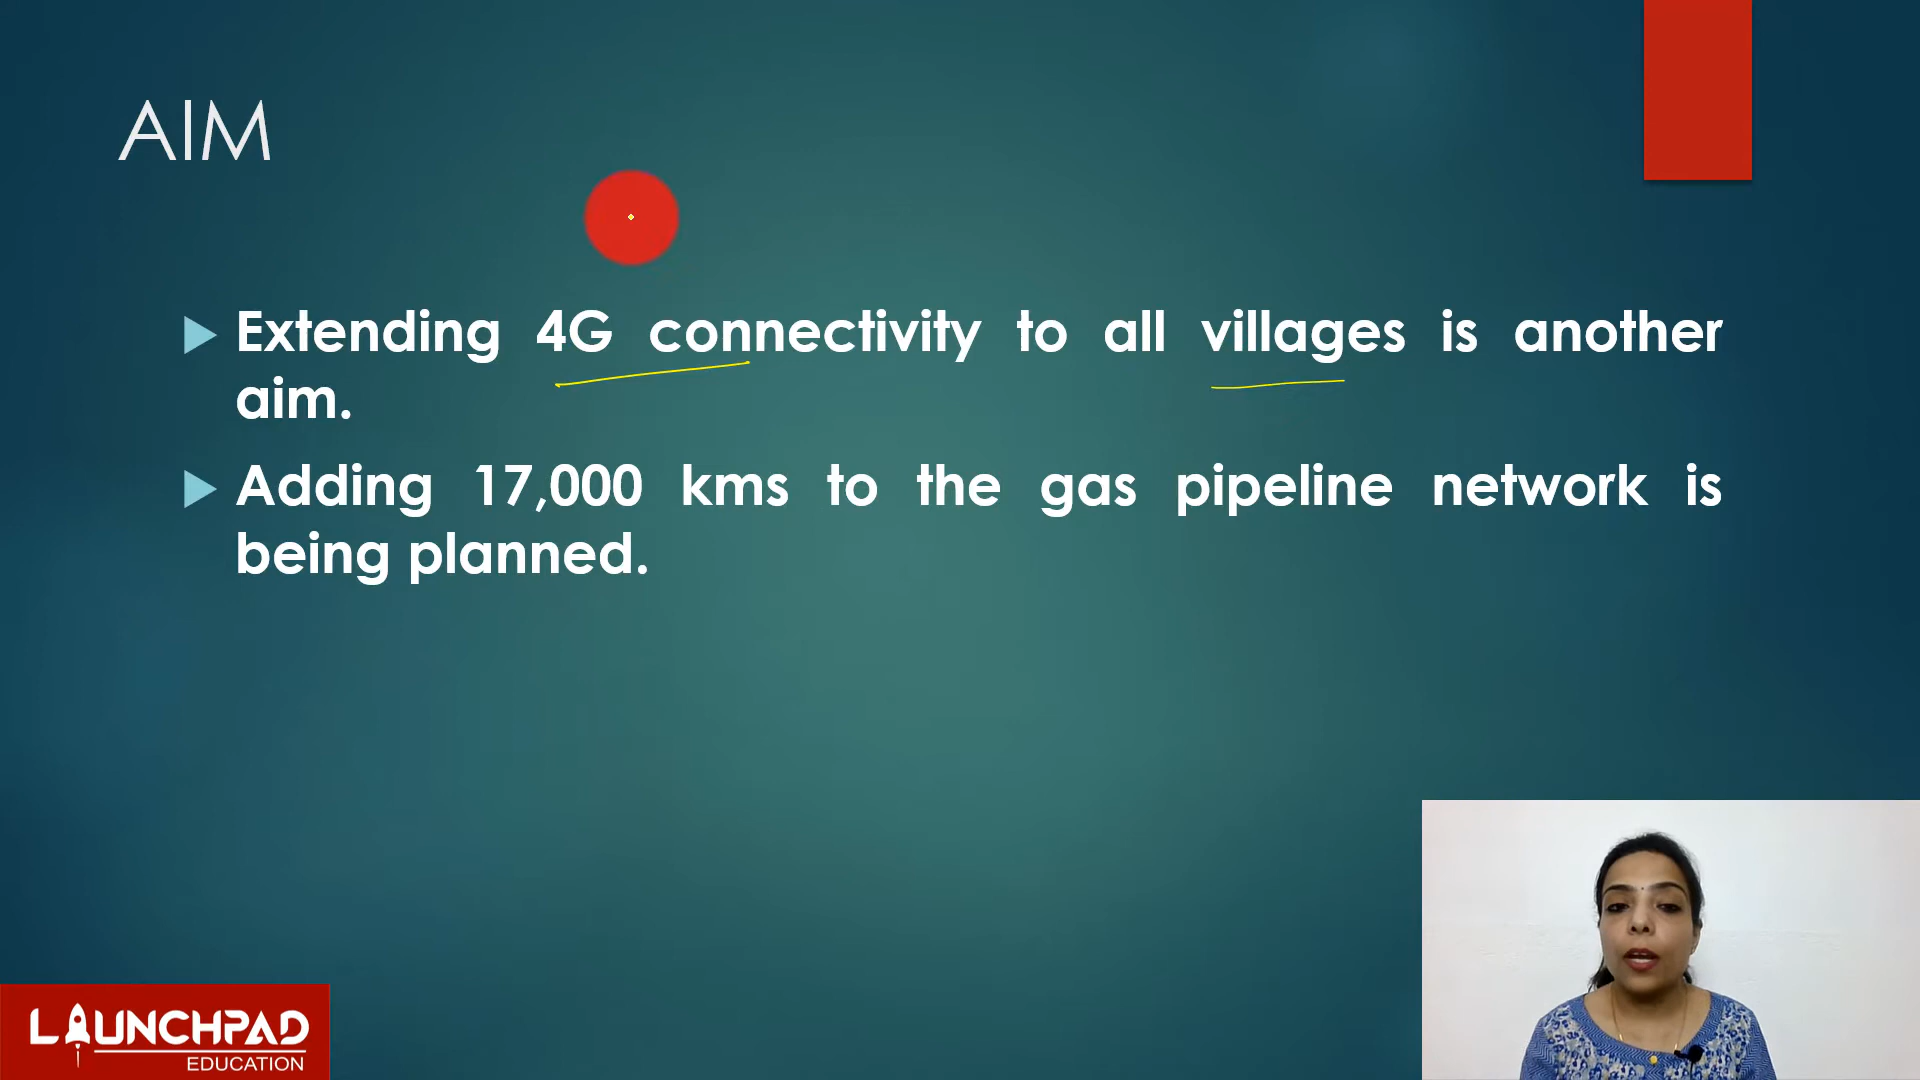 AIM
Extending 4G connectivity to all villages is another
aim.
Adding 17,000 kms to the gas pipeline network is
being planned.
LAUNCHPAD
EDUCATION